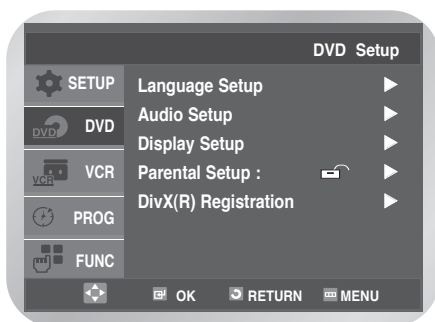 DVD Setup
SETUP
DVD DVD
VCR VCR
PROG
FUNC
Language Setup
Audio Setup
Display Setup
Parental Setup :
DivX(R) Registration
OK RETURN MENU